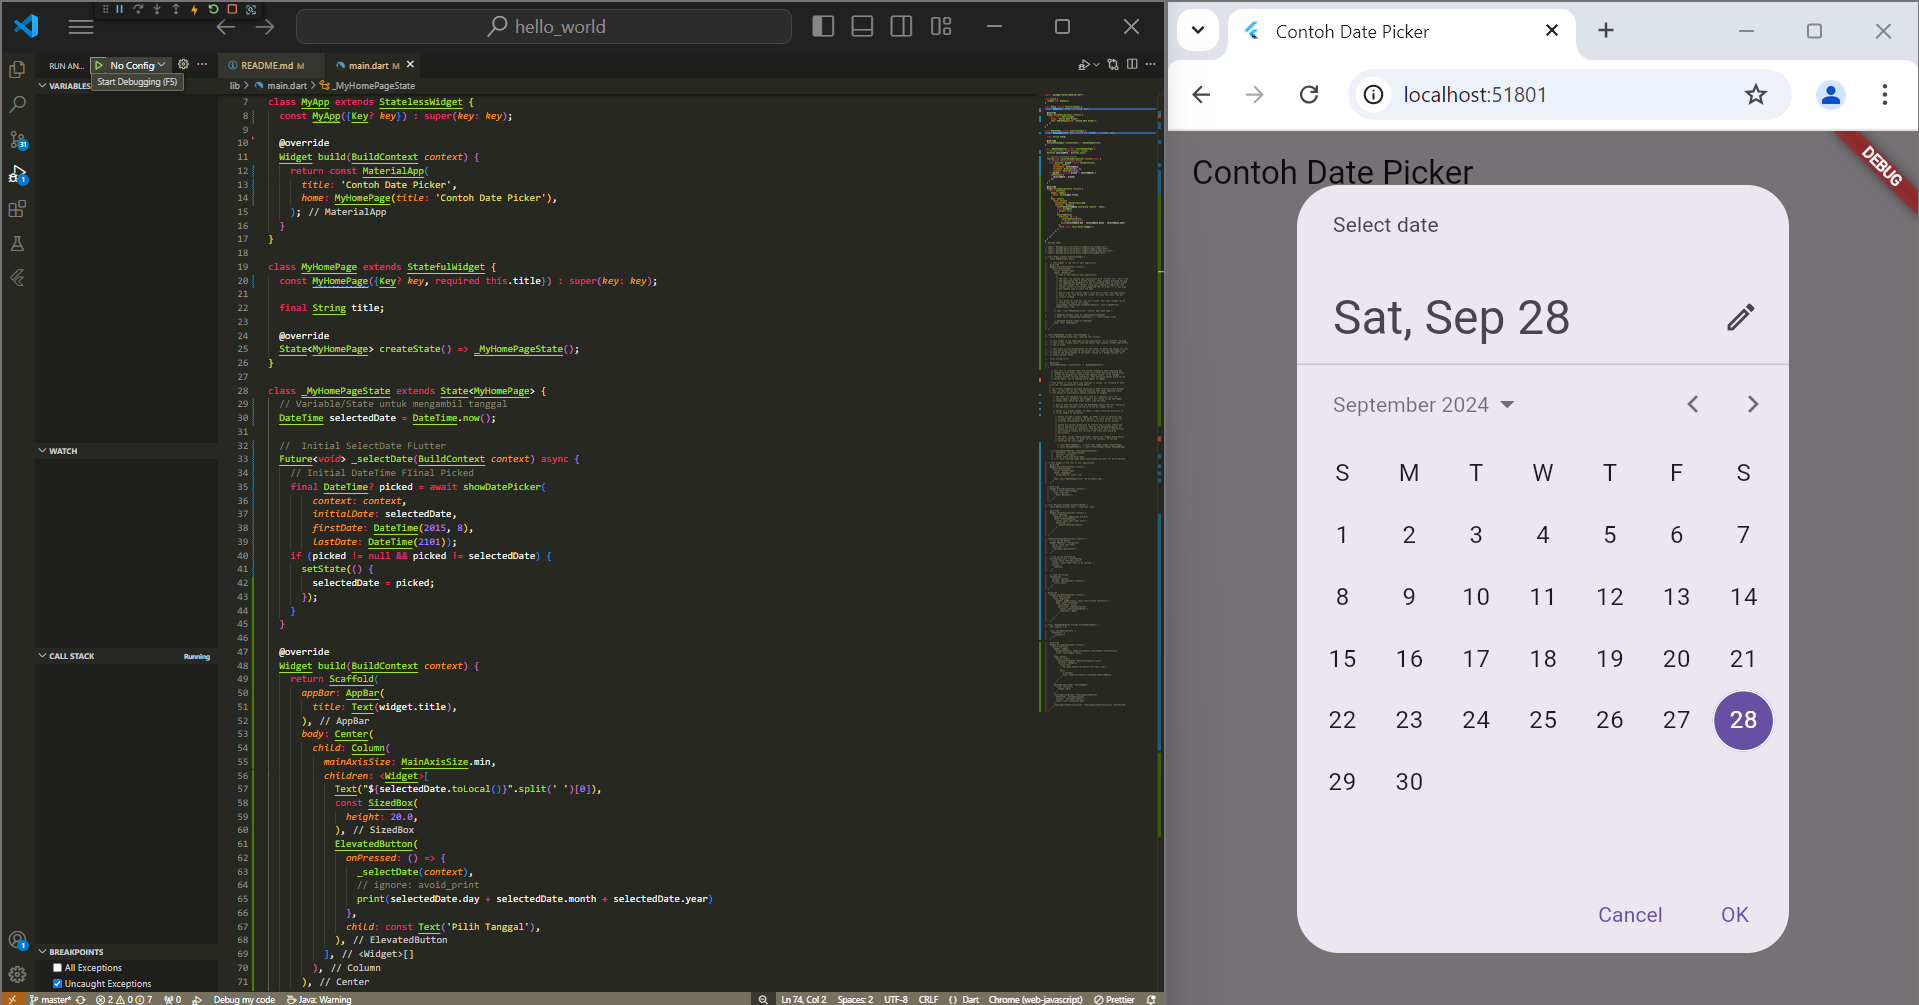 hello_world
RUN AN...
No Config
README.md M
main.dart M
Start Debugging (F5)
VARIABLES
WATCH
CALL STACK
Running
BREAKPOINTS
All Exceptions
Uncaught Exceptions
lib > main.dart > _MyHomePageState
7 class MyApp extends StatelessWidget {
8 const MyApp({Key? key}) : super(key: key);
9
10 @override
11 Widget build(BuildContext context) {
12 return const MaterialApp(
13 title: 'Contoh Date Picker',
14 home: MyHomePage(title: 'Contoh Date Picker'),
15 ); // MaterialApp
16 }
17 }
18
19 class MyHomePage extends StatefulWidget {
20 const MyHomePage({Key? key, required this.title}) : super(key: key);
21
22 final String title;
23
24 @override
25 State<MyHomePage> createState() => _MyHomePageState();
26 }
27
28 class _MyHomePageState extends State<MyHomePage> {
29 // Variable/State untuk mengambil tanggal
30 DateTime selectedDate = DateTime.now();
31
32 //  Initial SelectDate FLutter
33 Future<void> _selectDate(BuildContext context) async {
34 // Initial DateTime FIinal Picked
35 final DateTime? picked = await showDatePicker(
36 context: context,
37 initialDate: selectedDate,
38 firstDate: DateTime(2015, 8),
39 lastDate: DateTime(2101));
40 if (picked != null && picked != selectedDate) {
41 setState(() {
42 selectedDate = picked;
43 });
44 }
45 }
46
47 @override
48 Widget build(BuildContext context) {
49 return Scaffold(
50 appBar: AppBar(
51 title: Text(widget.title),
52 ), // AppBar
53 body: Center(
54 child: Column(
55 mainAxisSize: MainAxisSize.min,
56 children: <Widget>[
57 Text("${selectedDate.toLocal()}".split(' ')[0]),
58 const SizedBox(
59 height: 20.0,
60 ), // SizedBox
61 ElevatedButton(
62 onPressed: () => {
63 _selectDate(context),
64 // ignore: avoid_print
65 print(selectedDate.day + selectedDate.month + selectedDate.year)
66 },
67 child: const Text('Pilih Tanggal'),
68 ), // ElevatedButton
69 ], // <Widget>[]
70 ), // Column
71 ), // Center
master* 2 0 7 0 Debug my code Java: Warning Ln 74, Col 2 Spaces: 2 UTF-8 CRLF {} Dart Chrome (web-javascript) Prettier
31
1
1
Contoh Date Picker
localhost:51801
Contoh Date Picker
DEBUG
Select date
Sat, Sep 28
September 2024
S M T W T F S
1 2 3 4 5 6 7
8 9 10 11 12 13 14
15 16 17 18 19 20 21
22 23 24 25 26 27 28
29 30
Cancel OK